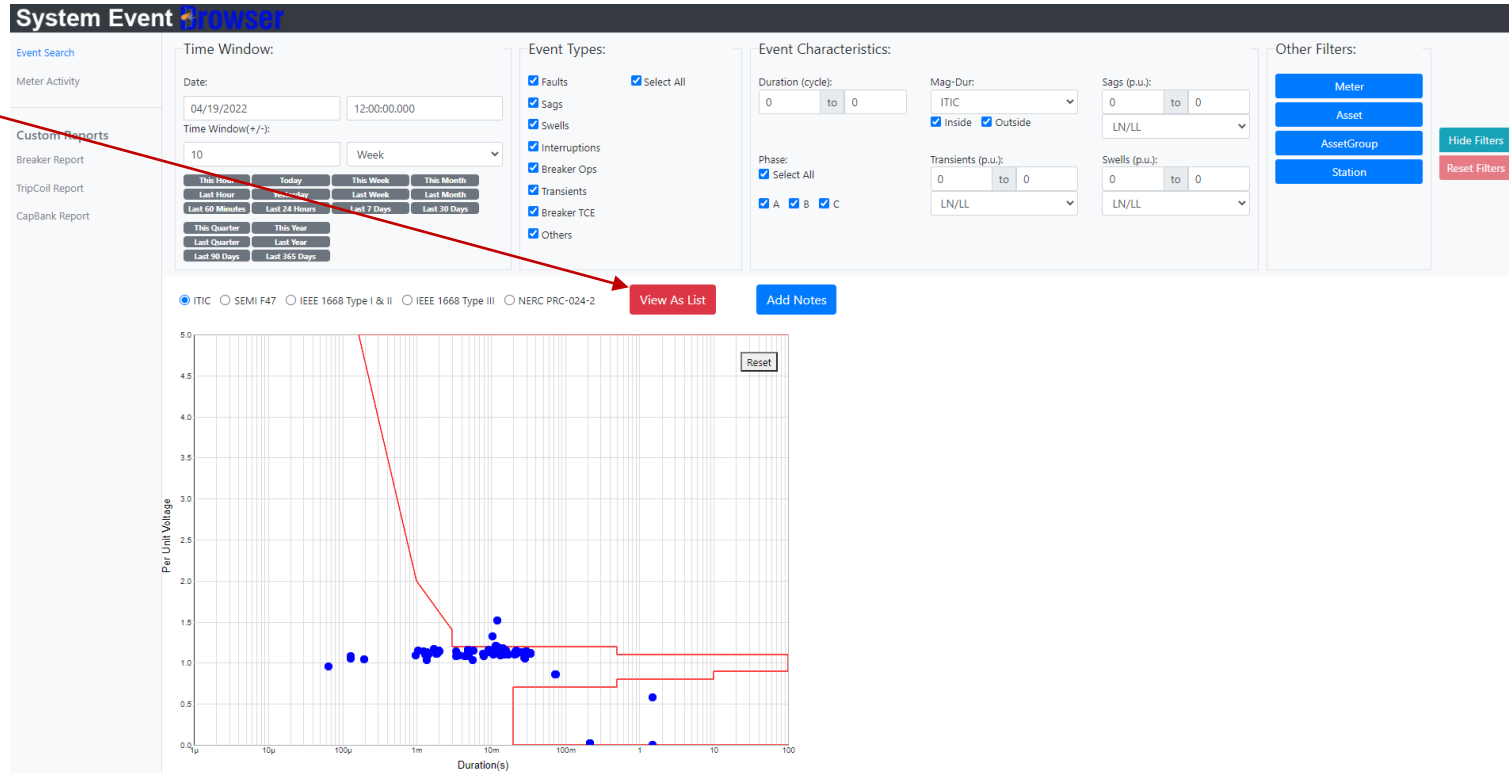 System Event Browser
Event Search
Meter Activity
Custom Reports
Breaker Report
TripCoil Report
CapBank Report
Time Window:
Date:
04/19/2022 12:00:00.000
Time Window(+/-):
10 Week
This Hour Today This Week This Month
Last Hour Yesterday Last Week Last Month
Last 60 Minutes Last 24 Hours Last 7 Days Last 30 Days
This Quarter This Year
Last Quarter Last Year
Last 90 Days Last 365 Days
Event Types:
Faults Select All
Sags
Swells
Interruptions
Breaker Ops
Transients
Breaker TCE
Others
Event Characteristics:
Duration (cycle):
0 to 0
Mag-Dur:
ITIC
Inside Outside
Sags (p.u.):
0 to 0
LN/LL
Phase:
Select All
A B C
Transients (p.u.):
0 to 0
LN/LL
Swells (p.u.):
0 to 0
LN/LL
Other Filters:
Meter
Asset
AssetGroup
Station
Hide Filters
Reset Filters
ITIC SEMI F47 IEEE 1668 Type I & II IEEE 1668 Type III NERC PRC-024-2
View As List
Add Notes
Reset
Per Unit Voltage
5.0
4.5
4.0
3.5
3.0
2.5
2.0
1.5
1.0
0.5
0.0
1μ 10μ 100μ 1m 10m 100m 1 10 100
Duration(s)